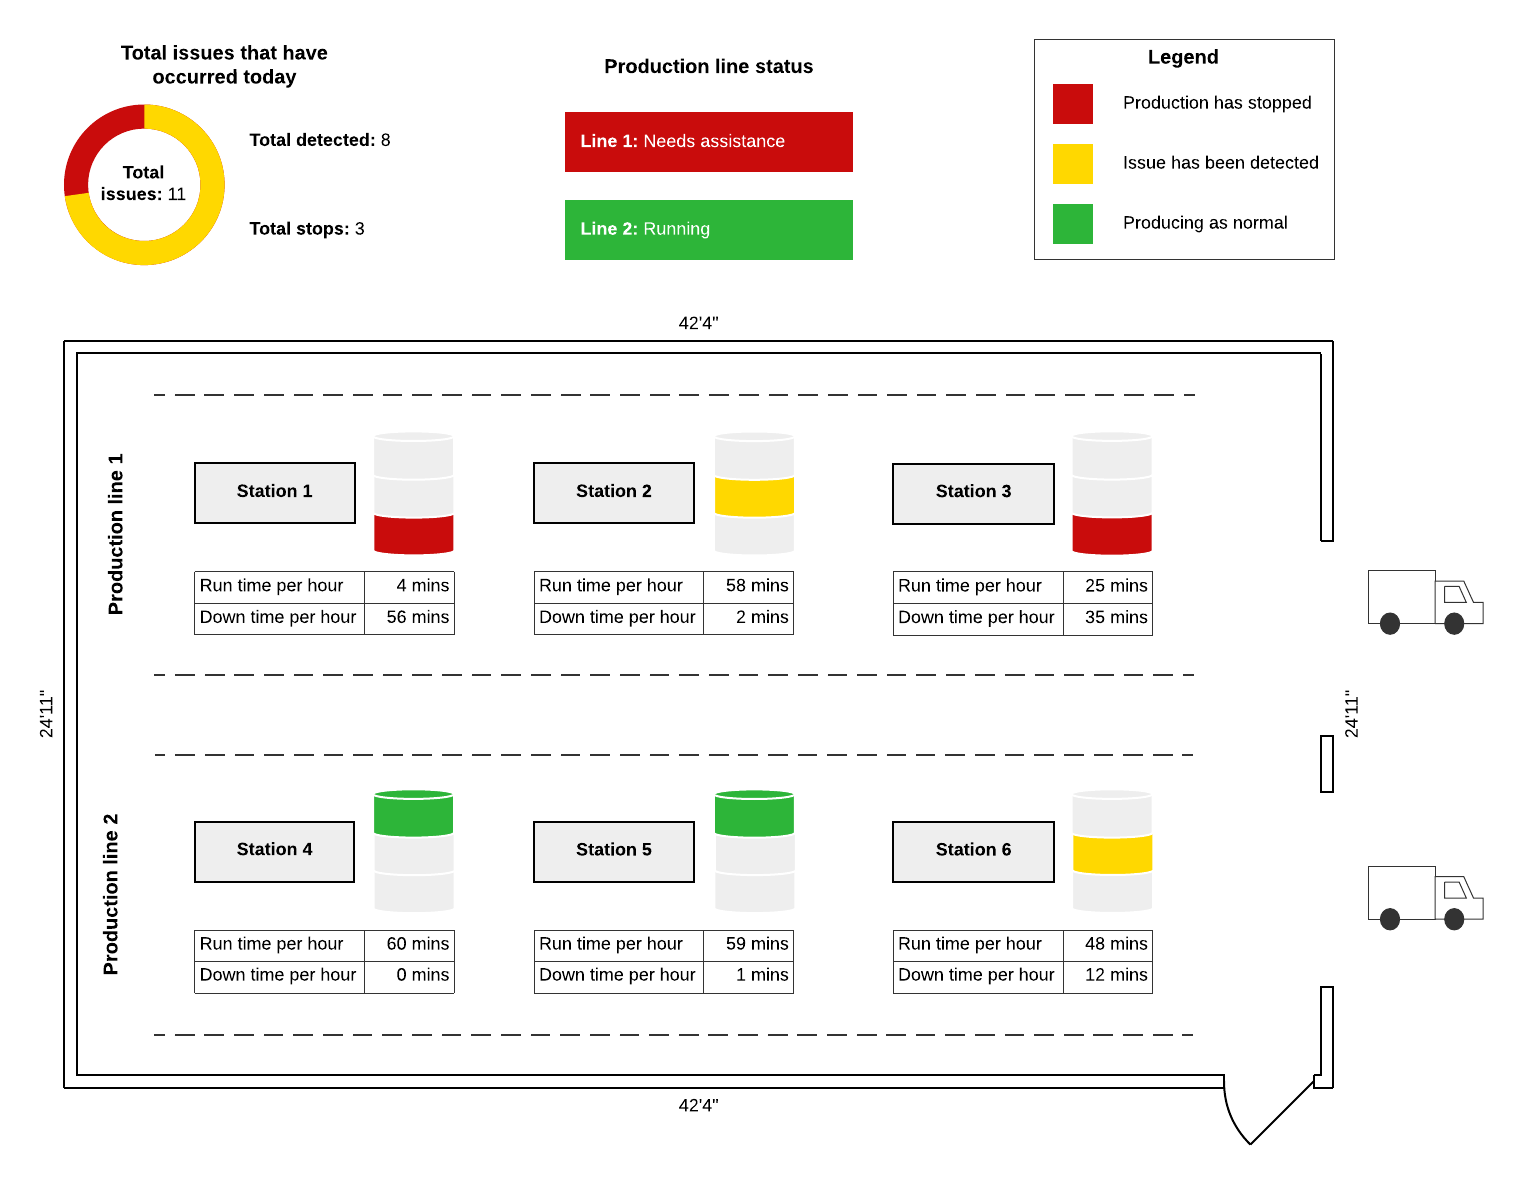 Total issues that have
occurred today
Total
issues: 11
Total detected: 8
Total stops: 3
Production line status
Line 1: Needs assistance
Line 2: Running
Legend
Production has stopped
Issue has been detected
Producing as normal
42'4"
24'11"
24'11"
Production line 1
Station 1
Run time per hour 4 mins
Down time per hour 56 mins
Station 2
Run time per hour 58 mins
Down time per hour 2 mins
Station 3
Run time per hour 25 mins
Down time per hour 35 mins
Production line 2
Station 4
Run time per hour 60 mins
Down time per hour 0 mins
Station 5
Run time per hour 59 mins
Down time per hour 1 mins
Station 6
Run time per hour 48 mins
Down time per hour 12 mins
42'4"